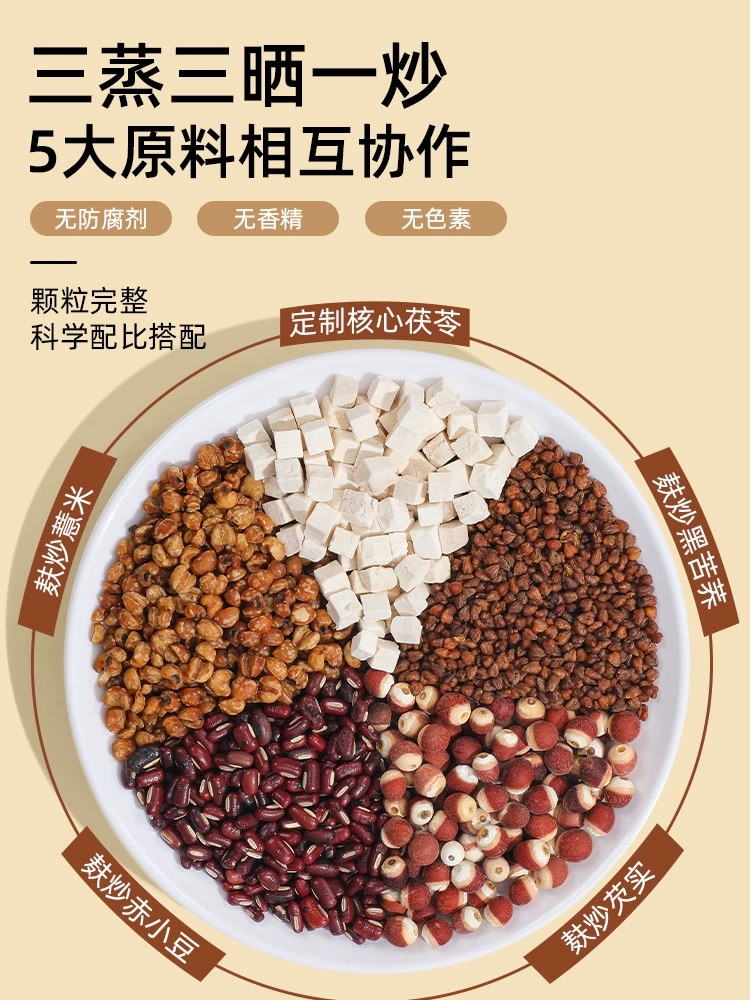 三蒸三晒一炒
5大原料相互协作
无防腐剂
无香精
无色素
颗粒完整
科学配比搭配
定制核心茯苓
麸炒薏米
麸炒黑苦荞
麸炒赤小豆
麸炒芡实